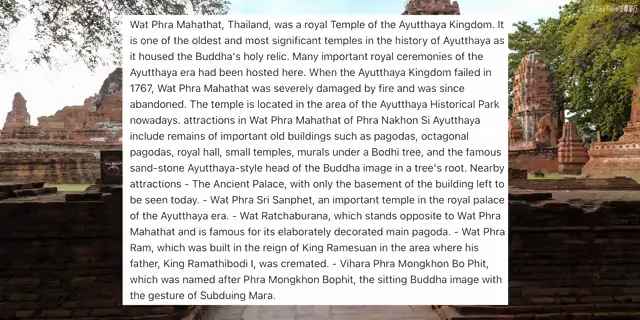 Wat Phra Mahathat, Thailand, was a royal Temple of the Ayutthaya Kingdom. It
is one of the oldest and most significant temples in the history of Ayutthaya as
it housed the Buddha's holy relic. Many important royal ceremonies of the
Ayutthaya era had been hosted here. When the Ayutthaya Kingdom failed in
1767, Wat Phra Mahathat was severely damaged by fire and was since
abandoned. The temple is located in the area of the Ayutthaya Historical Park
nowadays. attractions in Wat Phra Mahathat of Phra Nakhon Si Ayutthaya
include remains of important old buildings such as pagodas, octagonal
pagodas, royal hall, small temples, murals under a Bodhi tree, and the famous
sand-stone Ayutthaya-style head of the Buddha image in a tree's root. Nearby
attractions - The Ancient Palace, with only the basement of the building left to
be seen today. - Wat Phra Sri Sanphet, an important temple in the royal palace
of the Ayutthaya era. - Wat Ratchaburana, which stands opposite to Wat Phra
Mahathat and is famous for its elaborately decorated main pagoda. - Wat Phra
Ram, which was built in the reign of King Ramesuan in the area where his
father, King Ramathibodi I, was cremated. - Vihara Phra Mongkhon Bo Phit,
which was named after Phra Mongkhon Bophit, the sitting Buddha image with
the gesture of Subduing Mara.